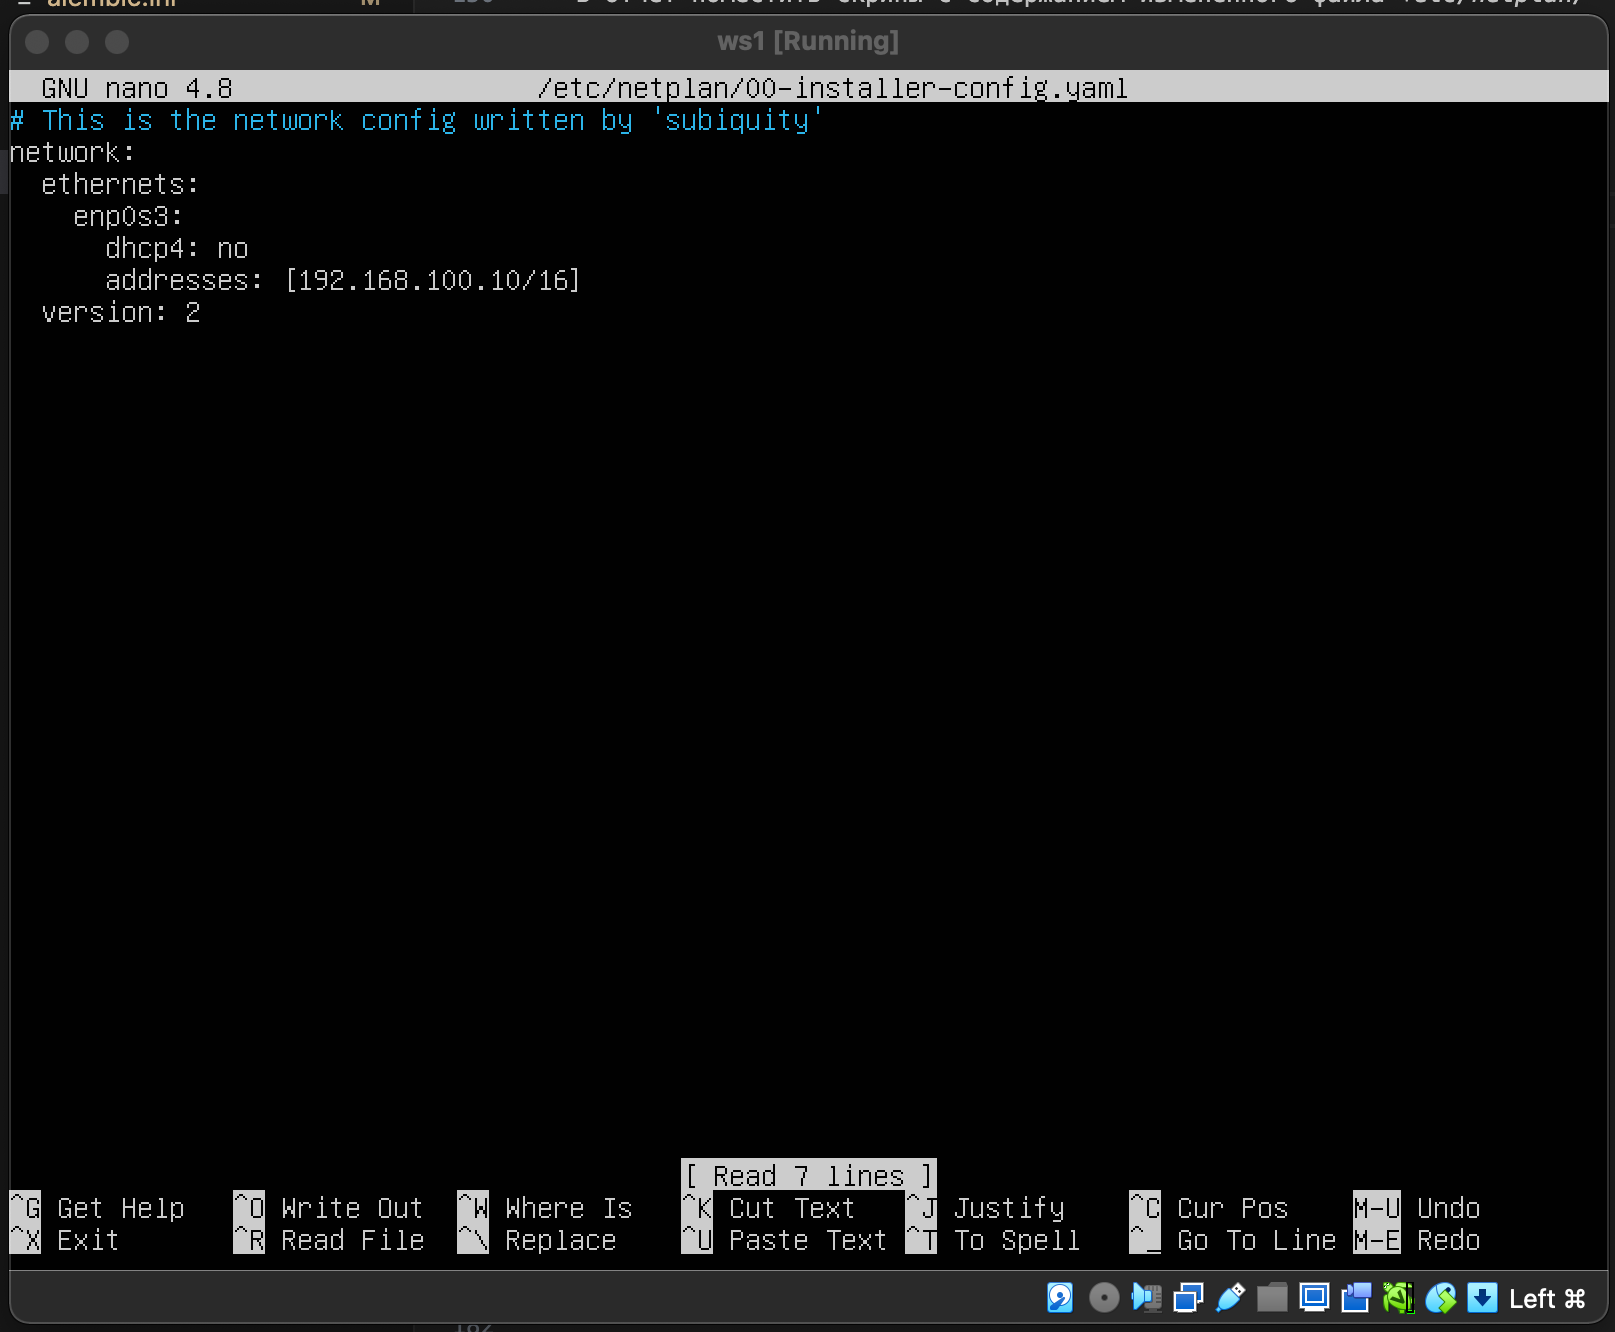 ws1 [Running]
GNU nano 4.8 /etc/netplan/00-installer-config.yaml
# This is the network config written by 'subiquity'
network:
  ethernets:
    enp0s3:
      dhcp4: no
      addresses: [192.168.100.10/16]
  version: 2
[ Read 7 lines ]
^G Get Help ^O Write Out ^W Where Is ^K Cut Text ^J Justify ^C Cur Pos M-U Undo
^X Exit ^R Read File ^\ Replace ^U Paste Text ^T To Spell ^_ Go To Line M-E Redo
Left ⌘